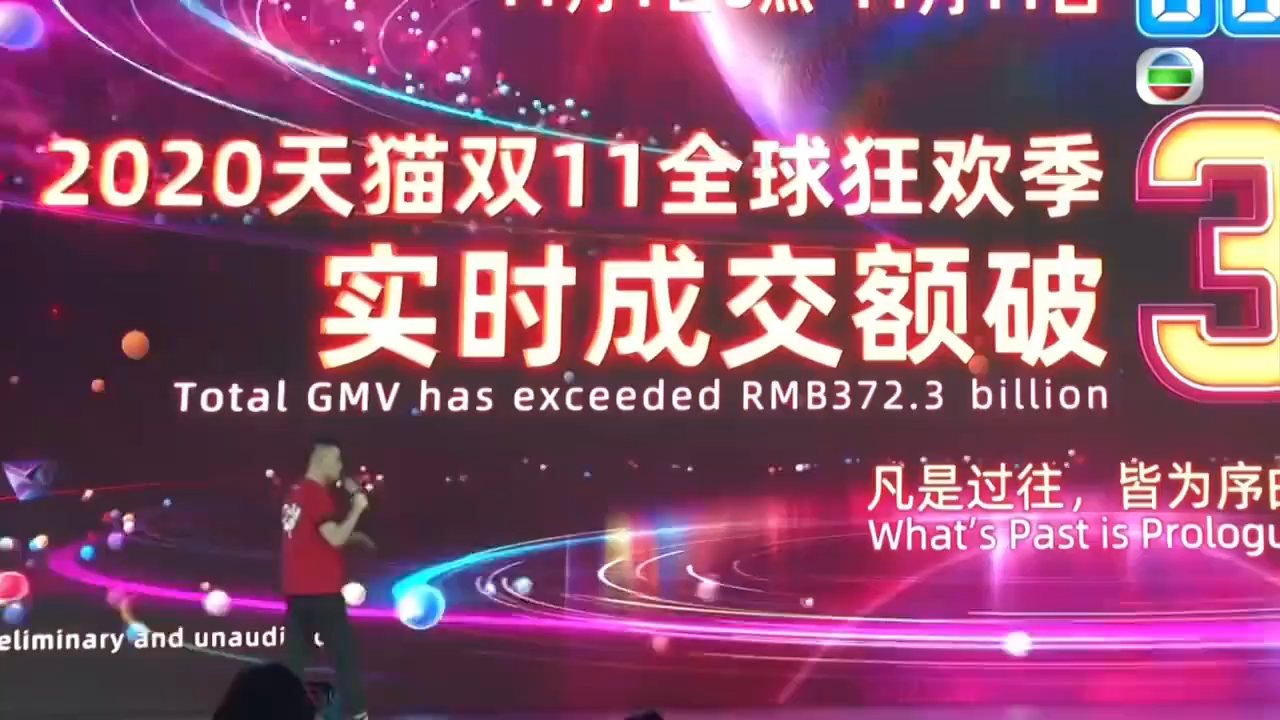 2020天猫双11全球狂欢季
实时成交额破
3
Total GMV has exceeded RMB372.3 billion
凡是过往，皆为序
What's Past is Prologu
eliminary and unaudi